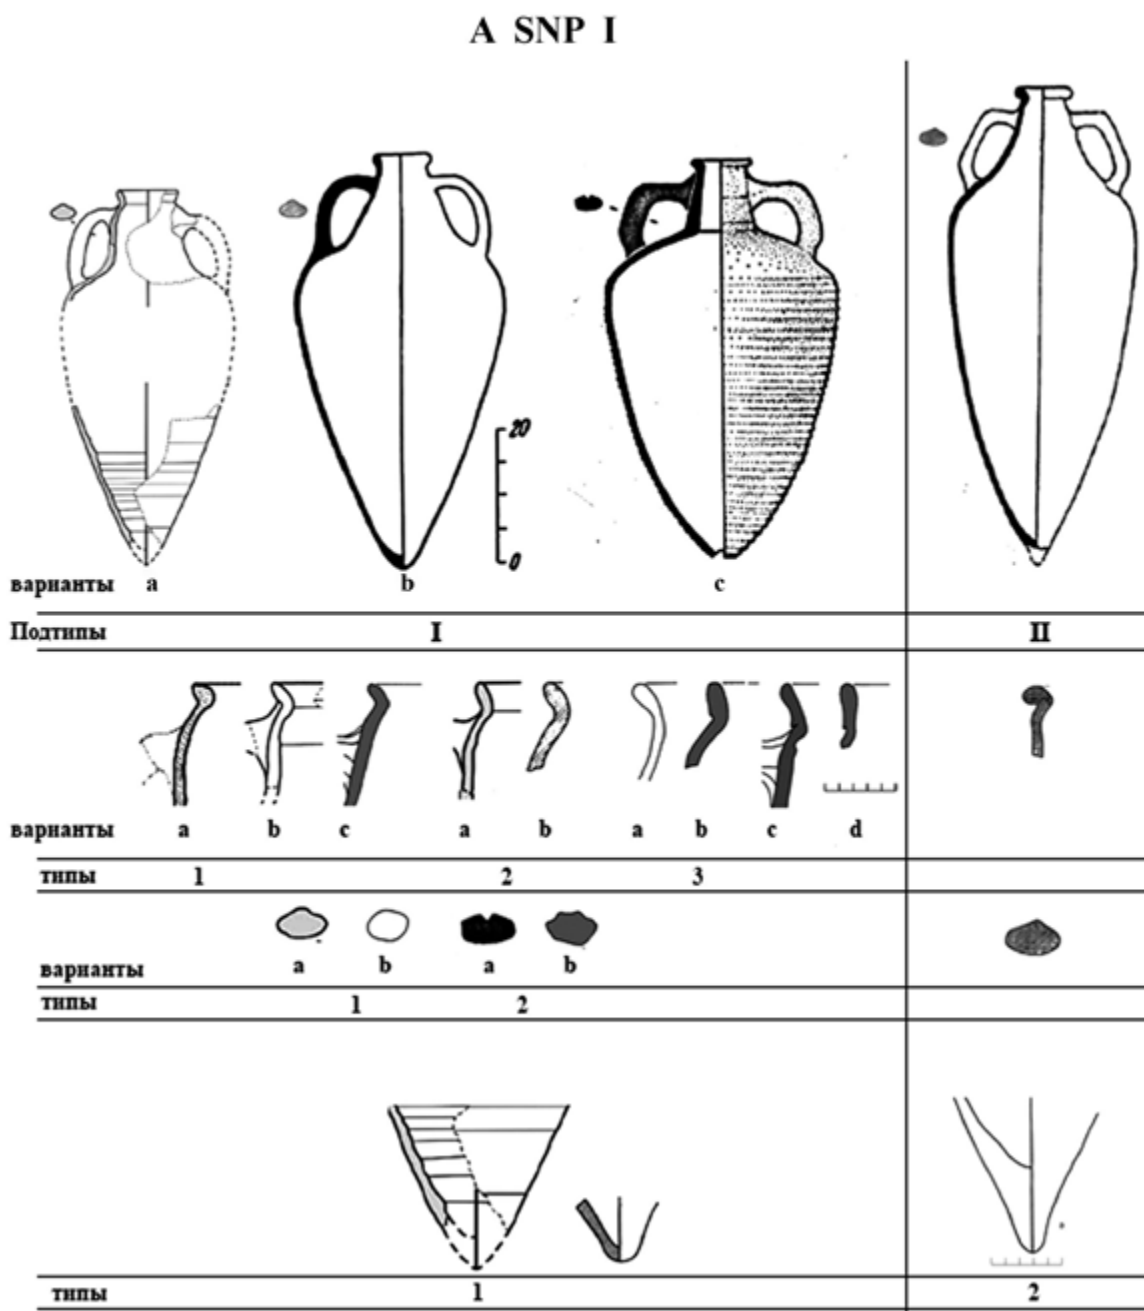 A SNP I
20
0
варианты a b c
Подтипы I II
варианты a b c a b a b c d
типы 1 2 3
варианты a b a b
типы 1 2
типы 1 2